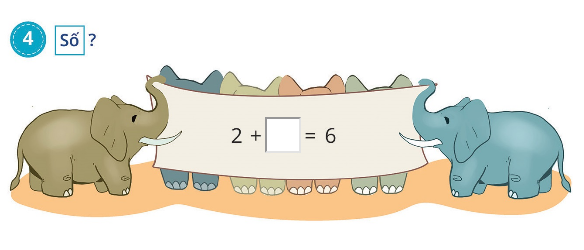 4 Số ?
2 + = 6